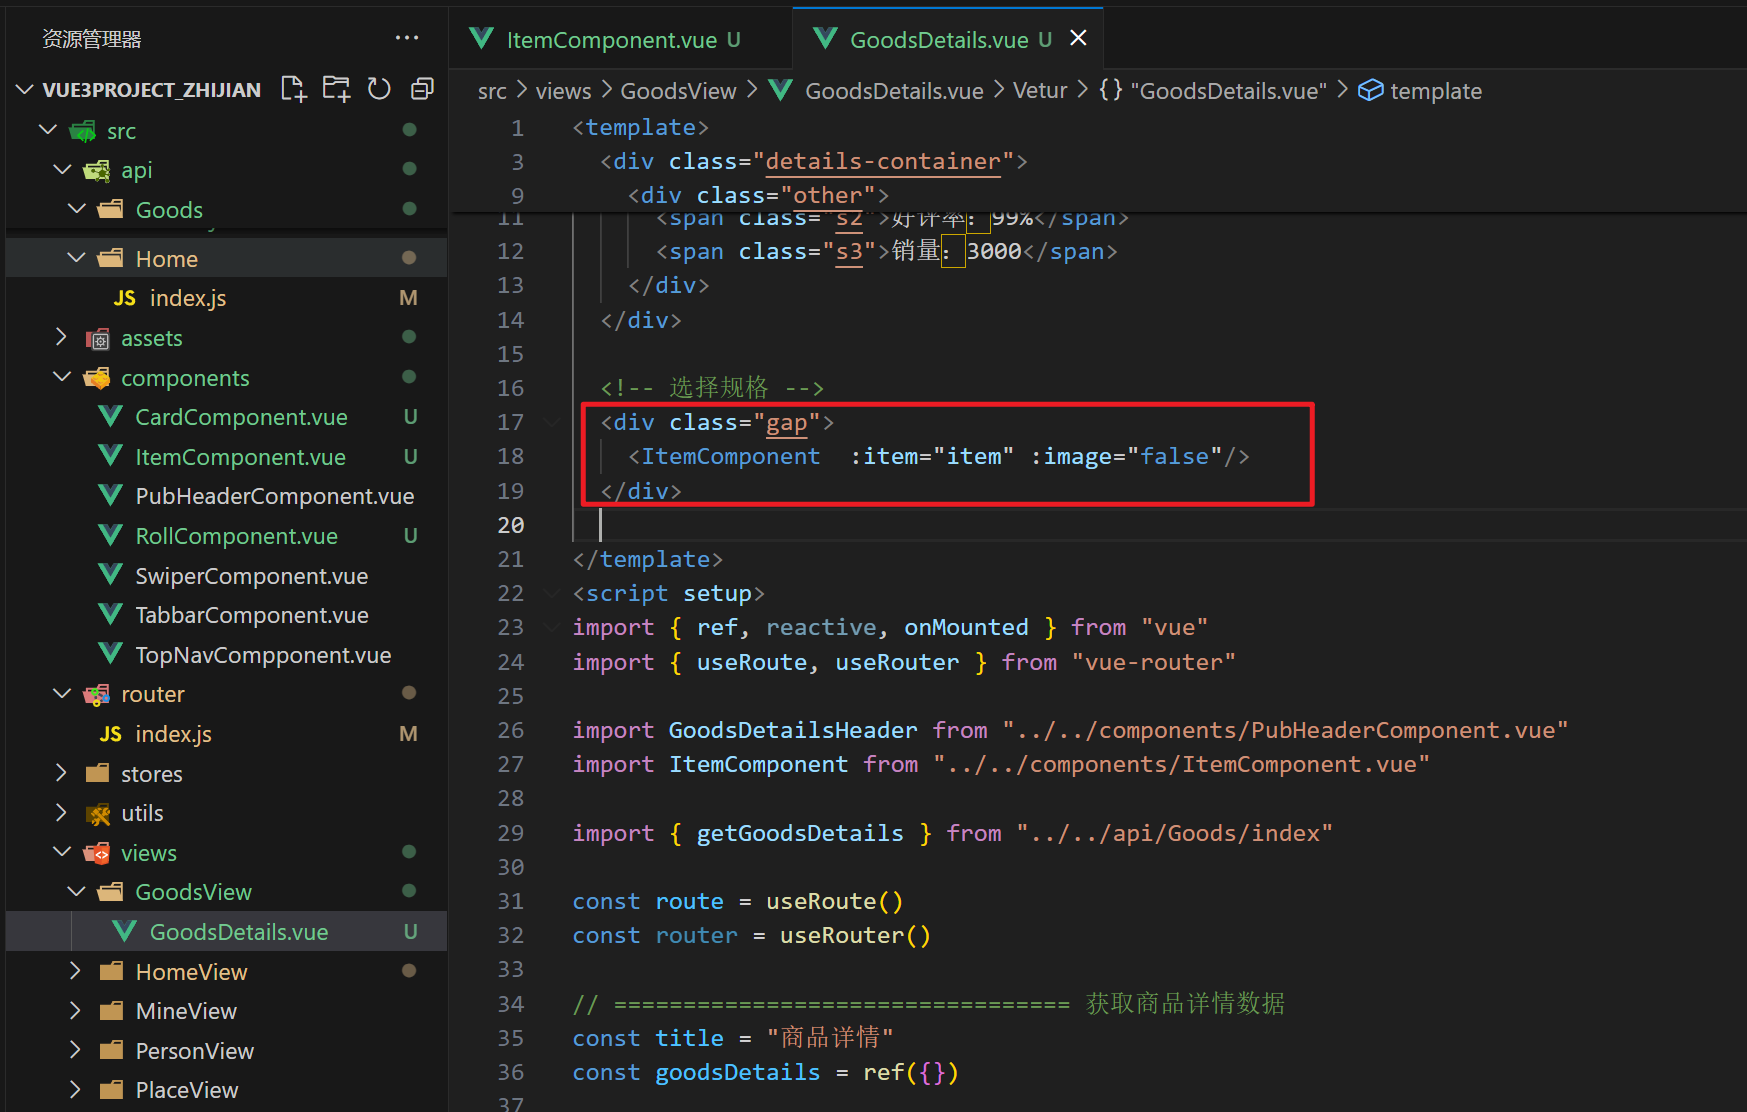 资源管理器
VUE3PROJECT_ZHIJIAN
src
api
Goods
Home
JS index.js M
assets
components
CardComponent.vue U
ItemComponent.vue U
PubHeaderComponent.vue
RollComponent.vue U
SwiperComponent.vue
TabbarComponent.vue
TopNavCompponent.vue
router
JS index.js M
stores
utils
views
GoodsView
GoodsDetails.vue U
HomeView
MineView
PersonView
PlaceView
ItemComponent.vue U
GoodsDetails.vue U
src > views > GoodsView > GoodsDetails.vue > Vetur > {} "GoodsDetails.vue" > template
1 <template>
3 <div class="details-container">
9 <div class="other">
11 <span class="s2">好评率：99%</span>
12 <span class="s3">销量：3000</span>
13 </div>
14 </div>
15
16 <!-- 选择规格 -->
17 <div class="gap">
18 <ItemComponent  :item="item" :image="false"/>
19 </div>
20
21 </template>
22 <script setup>
23 import { ref, reactive, onMounted } from "vue"
24 import { useRoute, useRouter } from "vue-router"
25
26 import GoodsDetailsHeader from "../../components/PubHeaderComponent.vue"
27 import ItemComponent from "../../components/ItemComponent.vue"
28
29 import { getGoodsDetails } from "../../api/Goods/index"
30
31 const route = useRoute()
32 const router = useRouter()
33
34 // ================================= 获取商品详情数据
35 const title = "商品详情"
36 const goodsDetails = ref({})
37